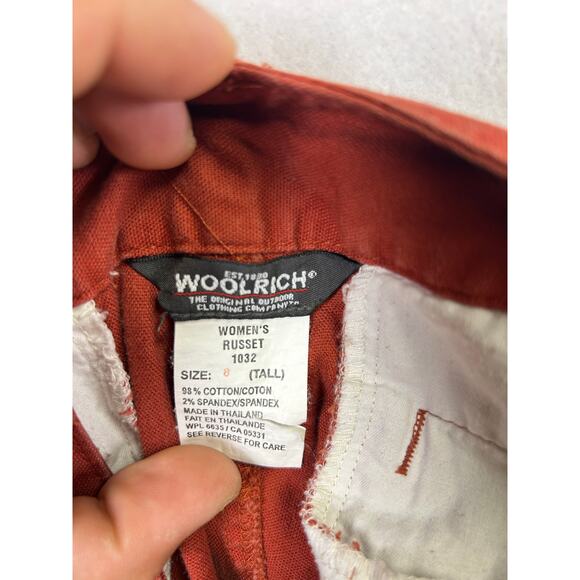 EST. 1830
WOOLRICH®
THE ORIGINAL OUTDOOR
CLOTHING COMPANY™
WOMEN'S
RUSSET
1032
SIZE: 8 (TALL)
98% COTTON/COTON
2% SPANDEX/SPANDEX
MADE IN THAILAND
FAIT EN THAILANDE
WPL 6635 / CA 05331
SEE REVERSE FOR CARE